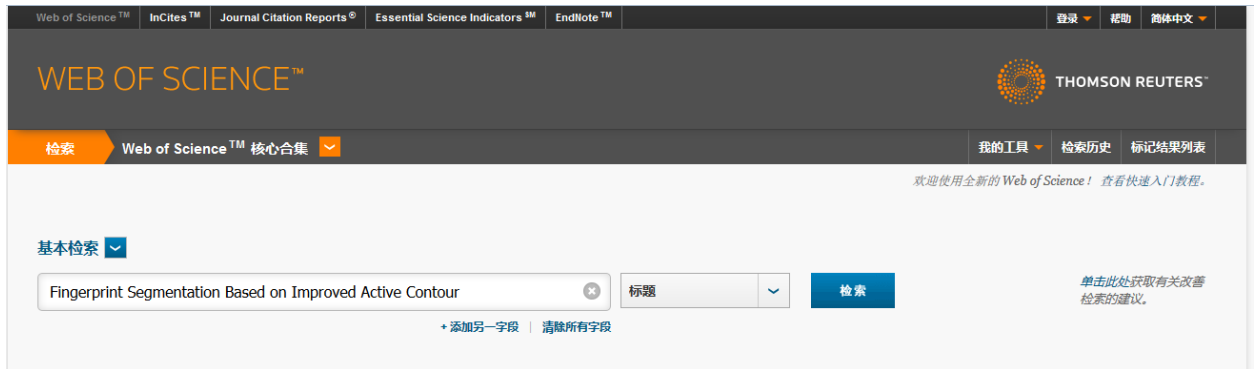 Web of Science™ InCites™ Journal Citation Reports® Essential Science Indicators SM EndNote™ 登录 帮助 简体中文
WEB OF SCIENCE™ THOMSON REUTERS™
检索 Web of Science™ 核心合集 我的工具 检索历史 标记结果列表
欢迎使用全新的 Web of Science！ 查看快速入门教程。
基本检索
Fingerprint Segmentation Based on Improved Active Contour 标题 检索 单击此处获取有关改善
检索的建议。
+ 添加另一字段 | 清除所有字段